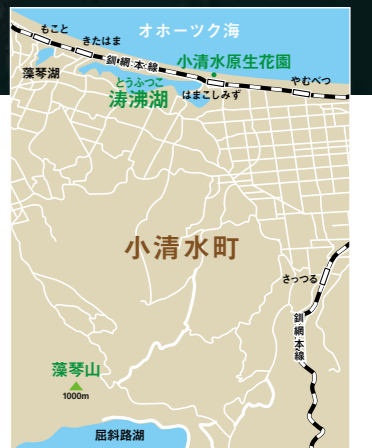 オホーツク海
もこと
きたはま
釧網本線
小清水原生花園
藻琴湖
とうふつこ
濤沸湖
はまこしみず
やむべつ
小清水町
さっつる
釧網本線
藻琴山
1000m
屈斜路湖